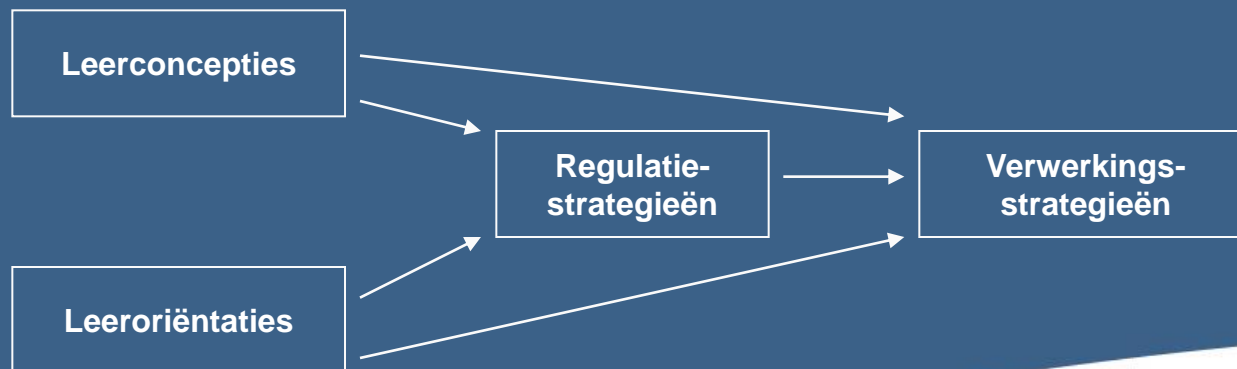 Leerconcepties
Regulatie-
strategieën
Verwerkings-
strategieën
Leeroriëntaties